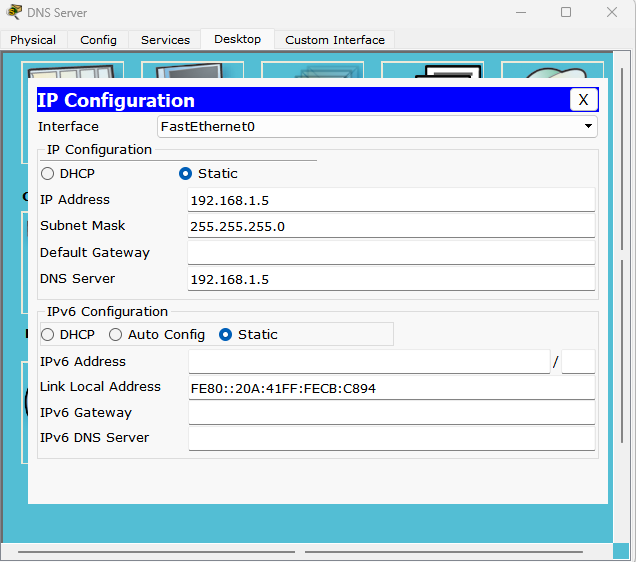 DNS Server
Physical Config Services Desktop Custom Interface
IP Configuration X
Interface FastEthernet0
IP Configuration
DHCP Static
IP Address 192.168.1.5
Subnet Mask 255.255.255.0
Default Gateway
DNS Server 192.168.1.5
IPv6 Configuration
DHCP Auto Config Static
IPv6 Address /
Link Local Address FE80::20A:41FF:FECB:C894
IPv6 Gateway
IPv6 DNS Server